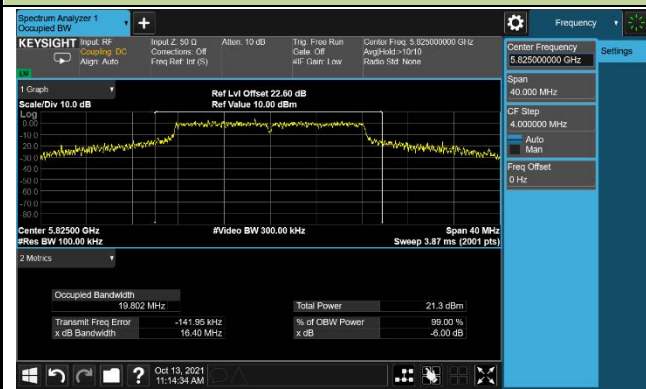 Spectrum Analyzer 1
Occupied BW
Frequency
KEYSIGHT
Input: RF
Coupling: DC
Align: Auto
Input Z: 50 Ω
Corrections: Off
Freq Ref: Int (S)
Atten: 10 dB
Trig: Free Run
Gate: Off
#IF Gain: Low
Center Freq: 5.825000000 GHz
Avg|Hold:>10/10
Radio Std: None
Center Frequency
5.825000000 GHz
Settings
Span
40.000 MHz
CF Step
4.000000 MHz
Auto
Man
Freq Offset
0 Hz
1 Graph
Scale/Div 10.0 dB
Ref Lvl Offset 22.60 dB
Ref Value 10.00 dBm
Log
0.00
-10.0
-20.0
-30.0
-40.0
-50.0
-60.0
-70.0
-80.0
Center 5.82500 GHz
#Video BW 300.00 kHz
Span 40 MHz
#Res BW 100.00 kHz
Sweep 3.87 ms (2001 pts)
2 Metrics
Occupied Bandwidth
19.802 MHz
Total Power
21.3 dBm
Transmit Freq Error
-141.95 kHz
% of OBW Power
99.00 %
x dB Bandwidth
16.40 MHz
x dB
-6.00 dB
?
Oct 13, 2021
11:14:34 AM